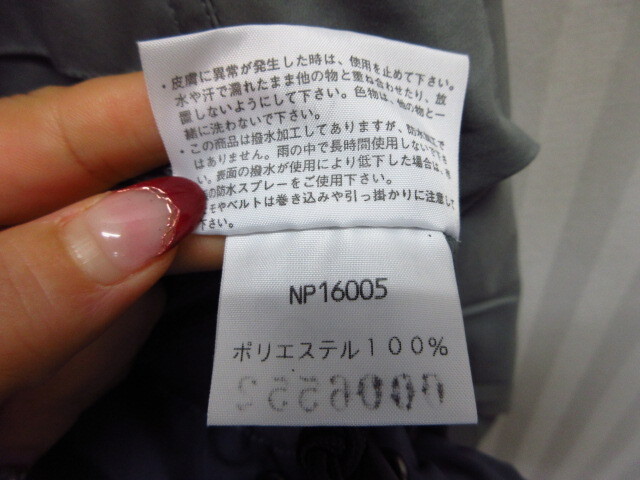 ・皮膚に異常が発生した時は、使用を止めて下さい。
水や汗で濡れたまま他の物と重ね合わせたり、放
置しないようにして下さい。色物は、他の物と一
緒に洗わないで下さい。
・この商品は撥水加工してありますが、防水加工で
はありません。雨の中で長時間使用しないで下さ
い。表面の撥水が使用により低下した場合は、
の防水スプレーをご使用下さい。
そやベルトは巻き込みや引っ掛かりに注意して
下さい。
NP16005
ポリエステル100%